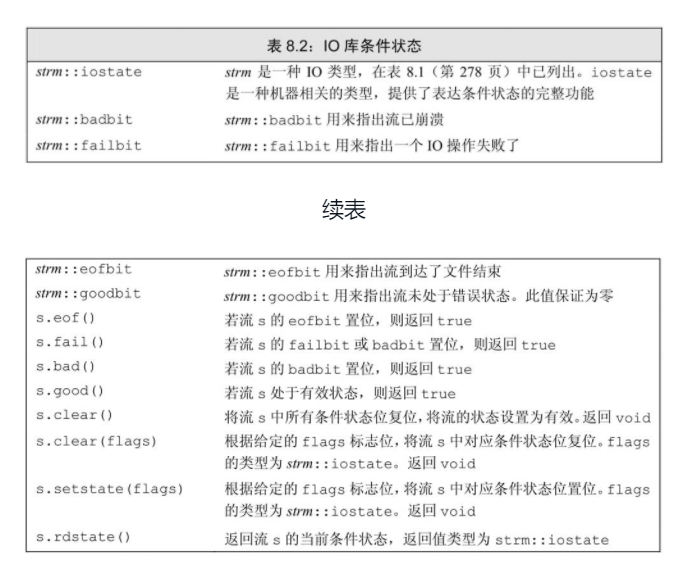 表 8.2：IO 库条件状态
strm::iostate strm 是一种 IO 类型，在表 8.1（第 278 页）中已列出。iostate
是一种机器相关的类型，提供了表达条件状态的完整功能
strm::badbit strm::badbit 用来指出流已崩溃
strm::failbit strm::failbit 用来指出一个 IO 操作失败了
续表
strm::eofbit strm::eofbit 用来指出流到达了文件结束
strm::goodbit strm::goodbit 用来指出流未处于错误状态。此值保证为零
s.eof() 若流 s 的 eofbit 置位，则返回 true
s.fail() 若流 s 的 failbit 或 badbit 置位，则返回 true
s.bad() 若流 s 的 badbit 置位，则返回 true
s.good() 若流 s 处于有效状态，则返回 true
s.clear() 将流 s 中所有条件状态位复位，将流的状态设置为有效。返回 void
s.clear(flags) 根据给定的 flags 标志位，将流 s 中对应条件状态位复位。flags
的类型为 strm::iostate。返回 void
s.setstate(flags) 根据给定的 flags 标志位，将流 s 中对应条件状态位置位。flags
的类型为 strm::iostate。返回 void
s.rdstate() 返回流 s 的当前条件状态，返回值类型为 strm::iostate